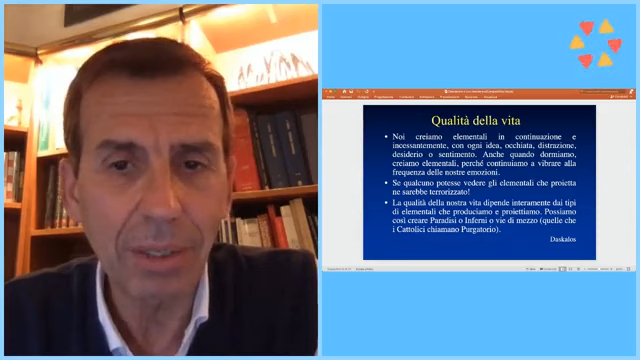 Qualità della vita
• Noi creiamo elementali in continuazione e
incessantemente, con ogni idea, occhiata, distrazione,
desiderio o sentimento. Anche quando dormiamo,
creiamo elementali, perché continuiamo a vibrare alla
frequenza delle nostre emozioni.
• Se qualcuno potesse vedere gli elementali che proietta
ne sarebbe terrorizzato!
• La qualità della nostra vita dipende interamente dai tipi
di elementali che produciamo e proiettiamo. Possiamo
così creare Paradisi o Inferni o vie di mezzo (quelle che
i Cattolici chiamano Purgatorio).
Daskalos